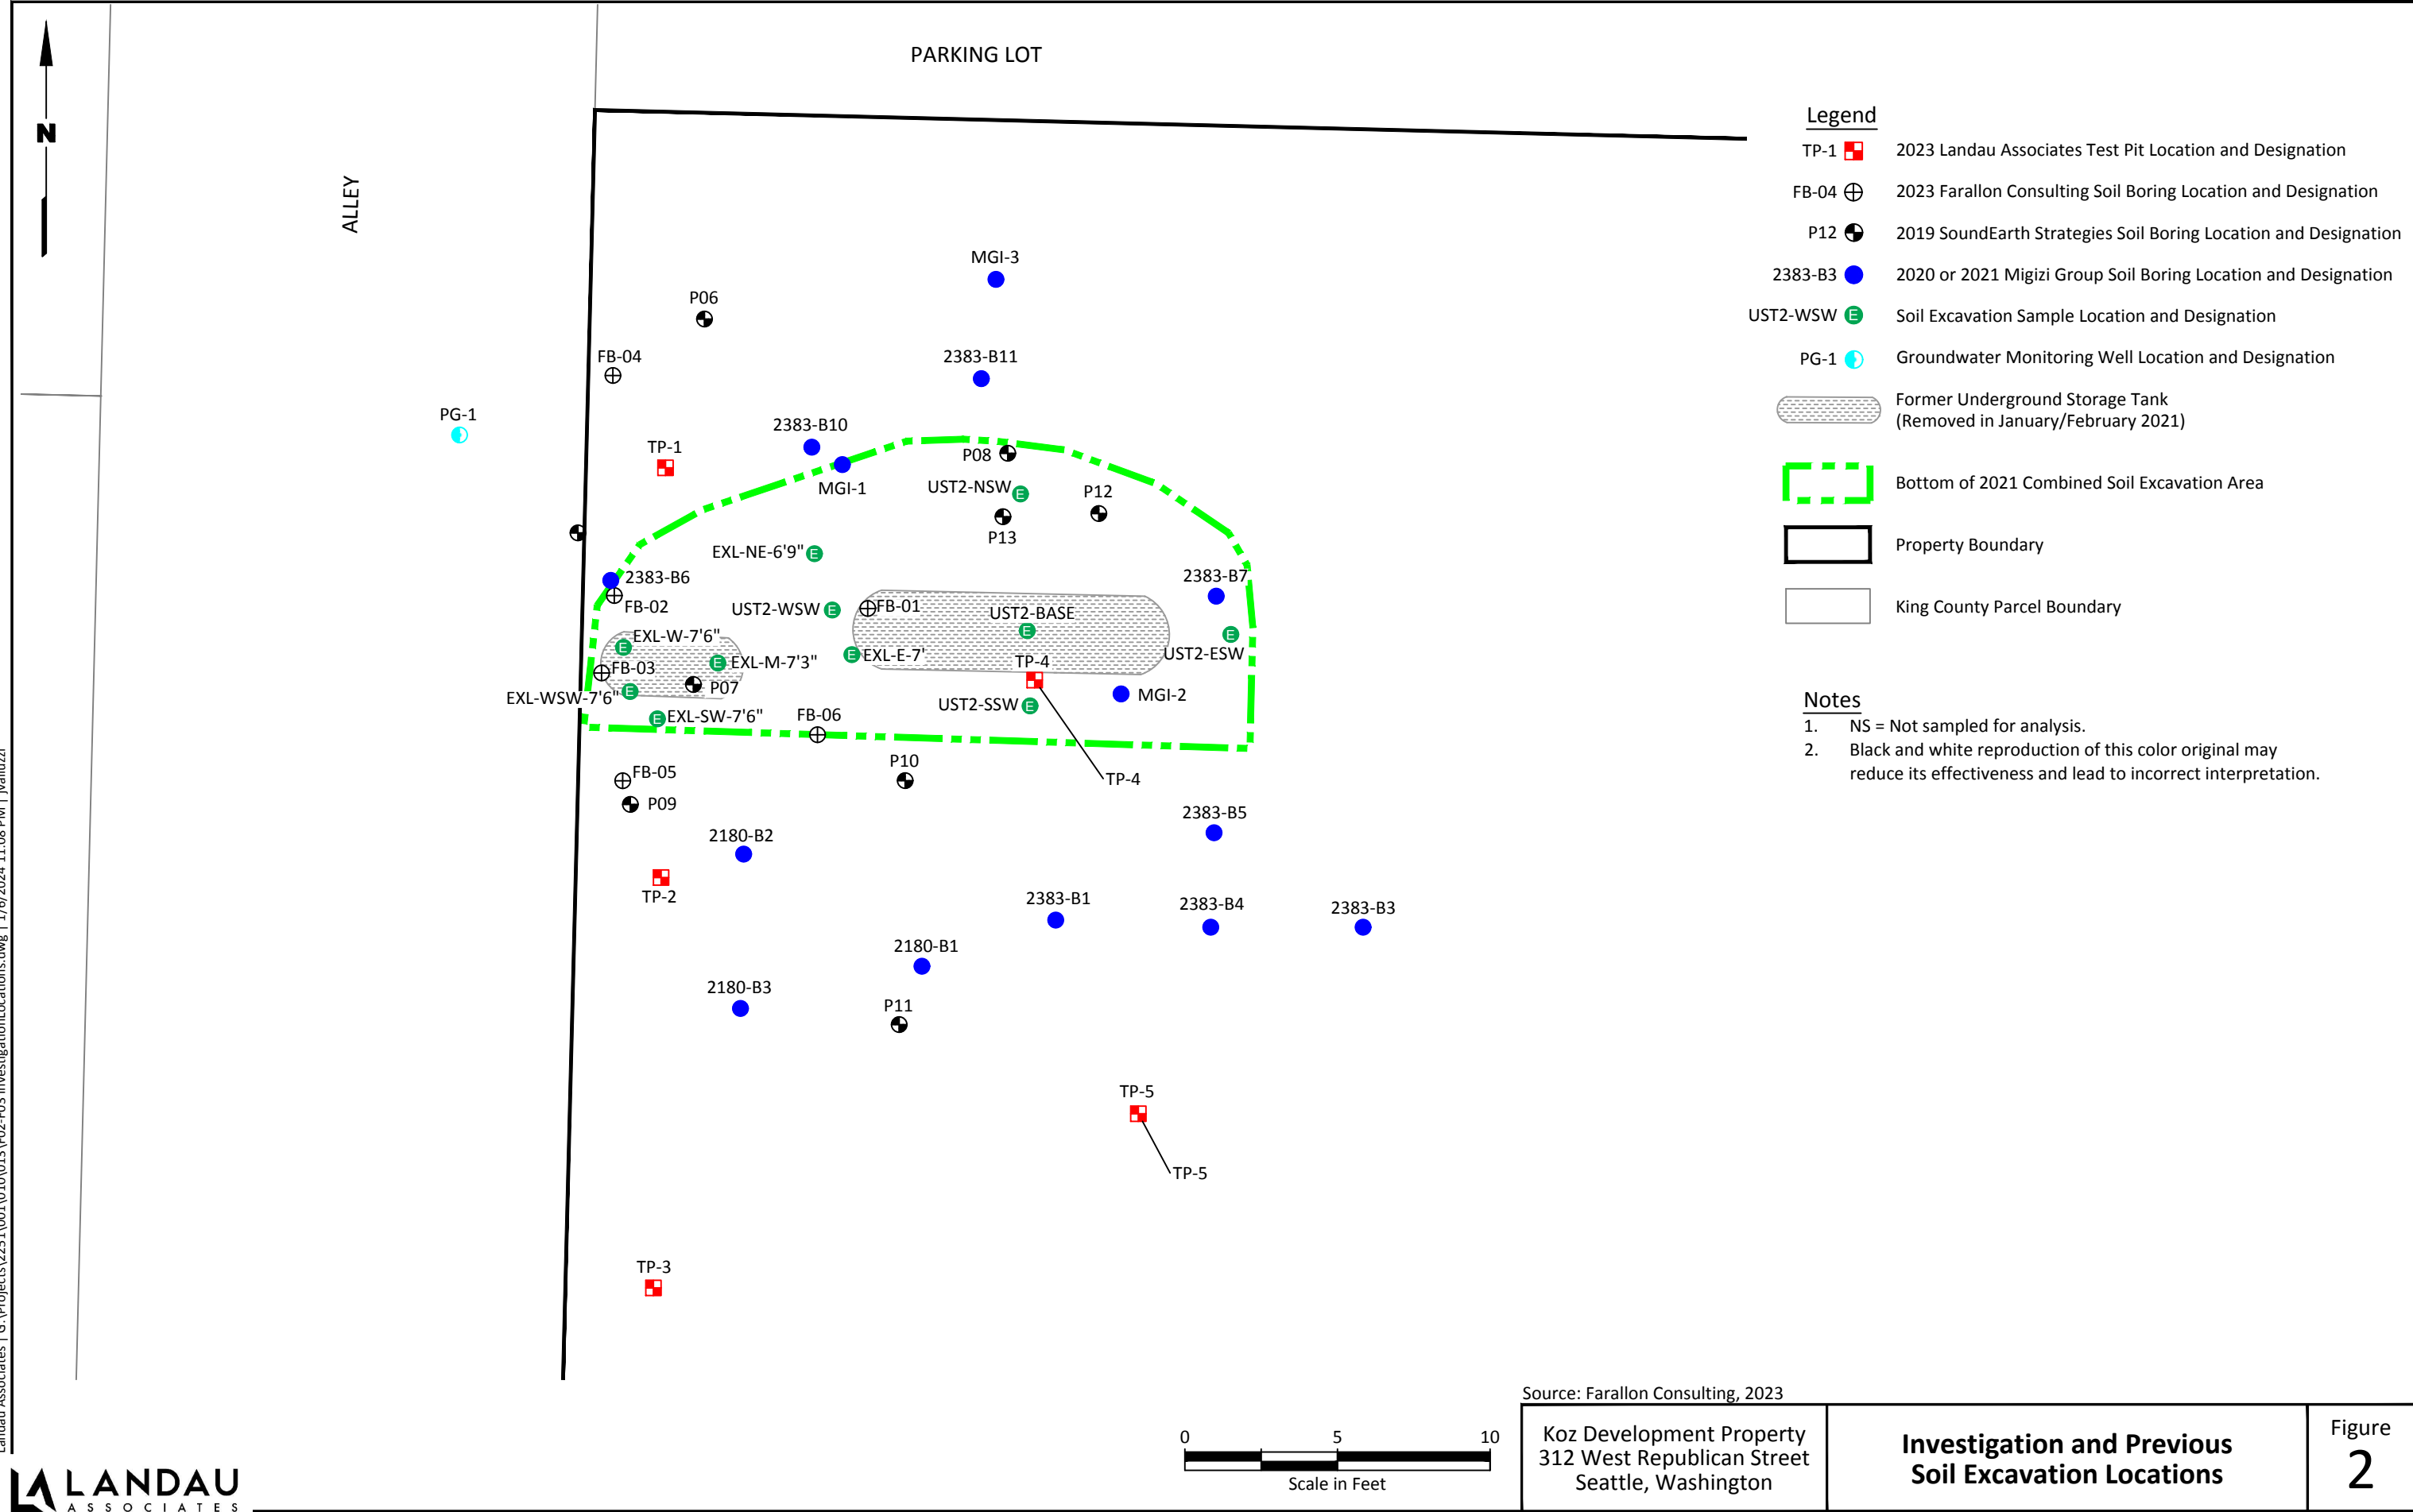 PARKING LOT
N
ALLEY
Legend
TP-1 2023 Landau Associates Test Pit Location and Designation
FB-04 2023 Farallon Consulting Soil Boring Location and Designation
P12 2019 SoundEarth Strategies Soil Boring Location and Designation
2383-B3 2020 or 2021 Migizi Group Soil Boring Location and Designation
UST2-WSW E Soil Excavation Sample Location and Designation
PG-1 Groundwater Monitoring Well Location and Designation
Former Underground Storage Tank
(Removed in January/February 2021)
Bottom of 2021 Combined Soil Excavation Area
Property Boundary
King County Parcel Boundary
Notes
1. NS = Not sampled for analysis.
2. Black and white reproduction of this color original may
reduce its effectiveness and lead to incorrect interpretation.
MGI-3
P06
FB-04
2383-B11
PG-1
2383-B10
TP-1
P08
MGI-1
UST2-NSW E
P12
P13
EXL-NE-6'9" E
2383-B6
2383-B7
FB-02
UST2-WSW E
FB-01
UST2-BASE
E
EXL-W-7'6"
E
E
UST2-ESW
E EXL-M-7'3"
E EXL-E-7'
TP-4
FB-03
P07
EXL-WSW-7'6" E
MGI-2
UST2-SSW E
E EXL-SW-7'6"
FB-06
P10
TP-4
FB-05
P09
2383-B5
2180-B2
TP-2
2383-B1
2383-B4
2383-B3
2180-B1
2180-B3
P11
TP-5
TP-5
TP-3
0 5 10
Scale in Feet
Source: Farallon Consulting, 2023
Koz Development Property
312 West Republican Street
Seattle, Washington
Investigation and Previous
Soil Excavation Locations
Figure
2
LANDAU
ASSOCIATES